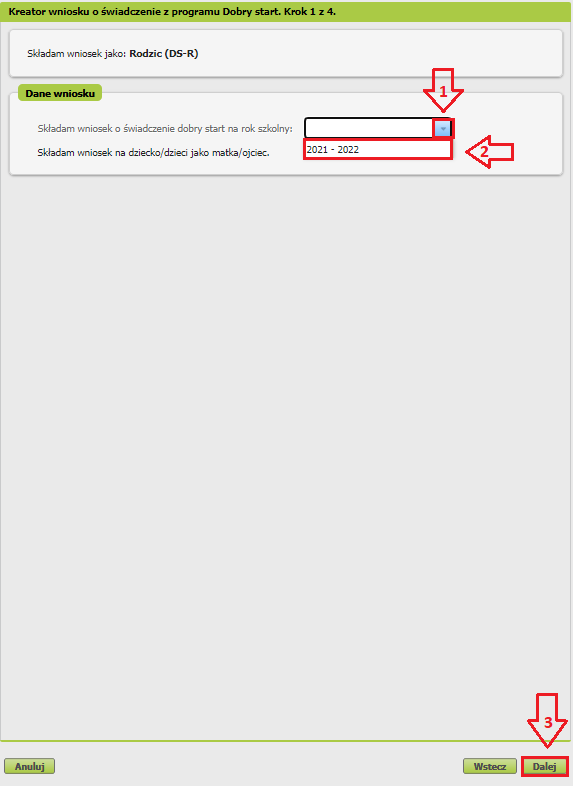 Kreator wniosku o świadczenie z programu Dobry start. Krok 1 z 4.
Składam wniosek jako: Rodzic (DS-R)
1
Dane wniosku
Składam wniosek o świadczenie dobry start na rok szkolny:
2021 - 2022
2
Składam wniosek na dziecko/dzieci jako matka/ojciec.
3
Anuluj
Wstecz
Dalej